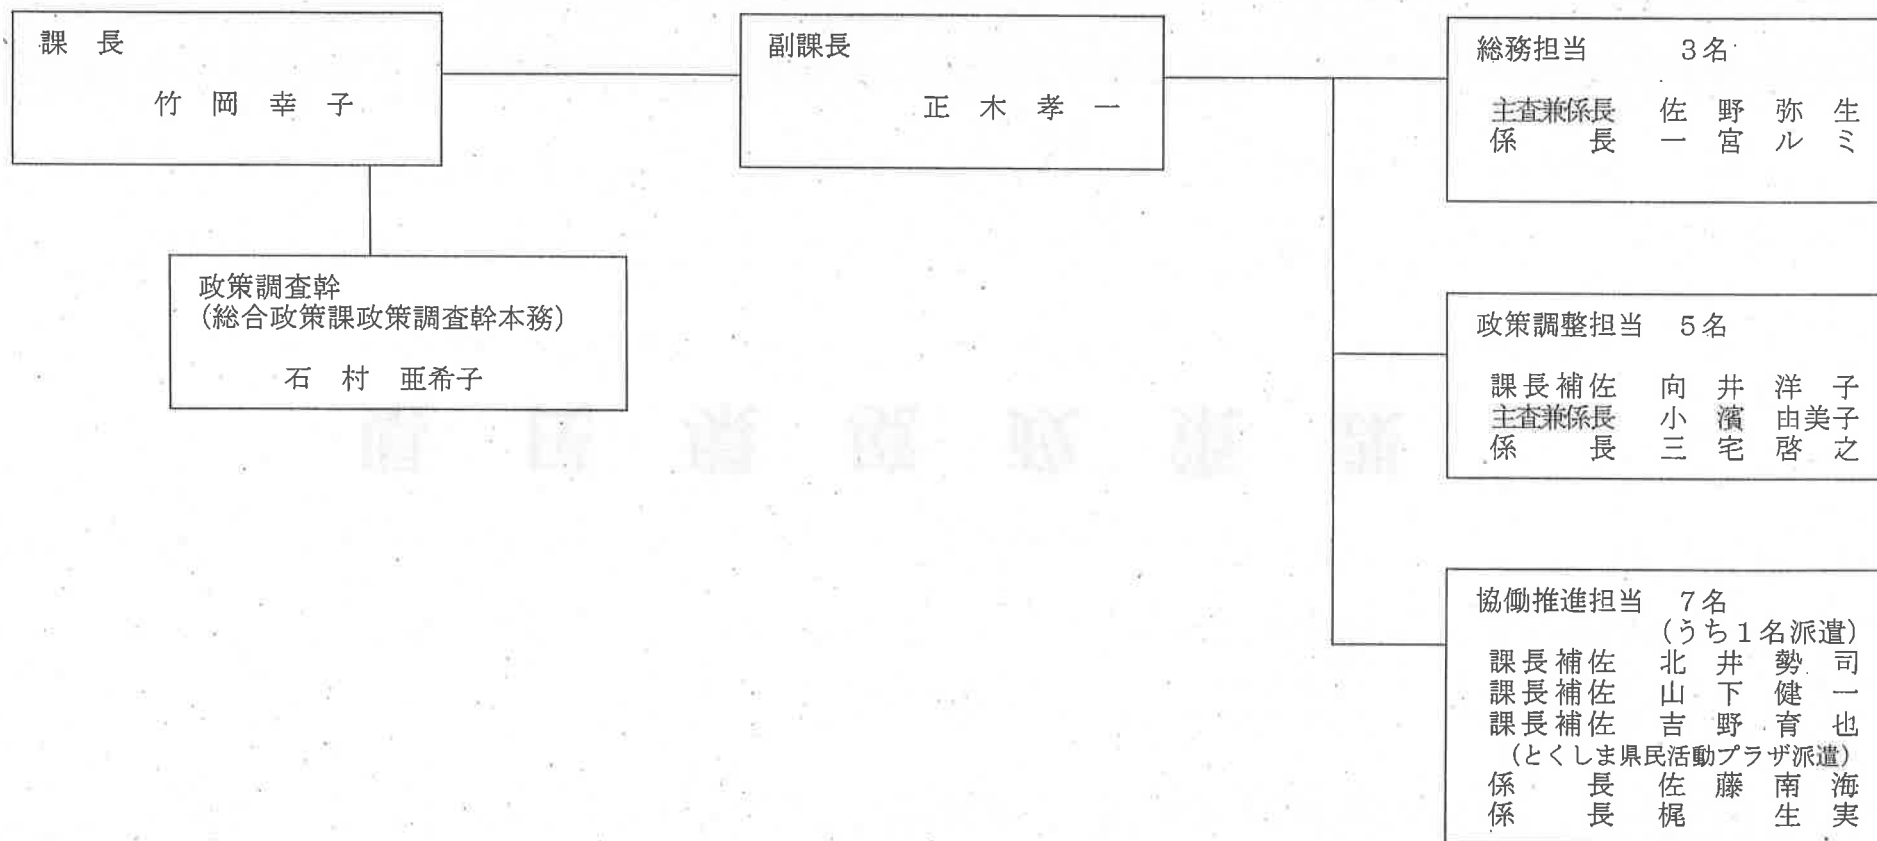 課　長
竹　岡　幸　子
政策調査幹
(総合政策課政策調査幹本務)
石　村　亜希子
副課長
正　木　孝　一
総務担当　　　3名
主査兼係長　佐　野　弥　生
係　　　長　一　宮　ル　ミ
政策調整担当　5名
課長補佐　向　井　洋　子
主査兼係長　小　濱　由美子
係　　　長　三　宅　啓　之
協働推進担当　7名
(うち1名派遣)
課長補佐　北　井　勢　司
課長補佐　山　下　健　一
課長補佐　吉　野　育　也
(とくしま県民活動プラザ派遣)
係　　　長　佐　藤　南　海
係　　　長　梶　　　生　実